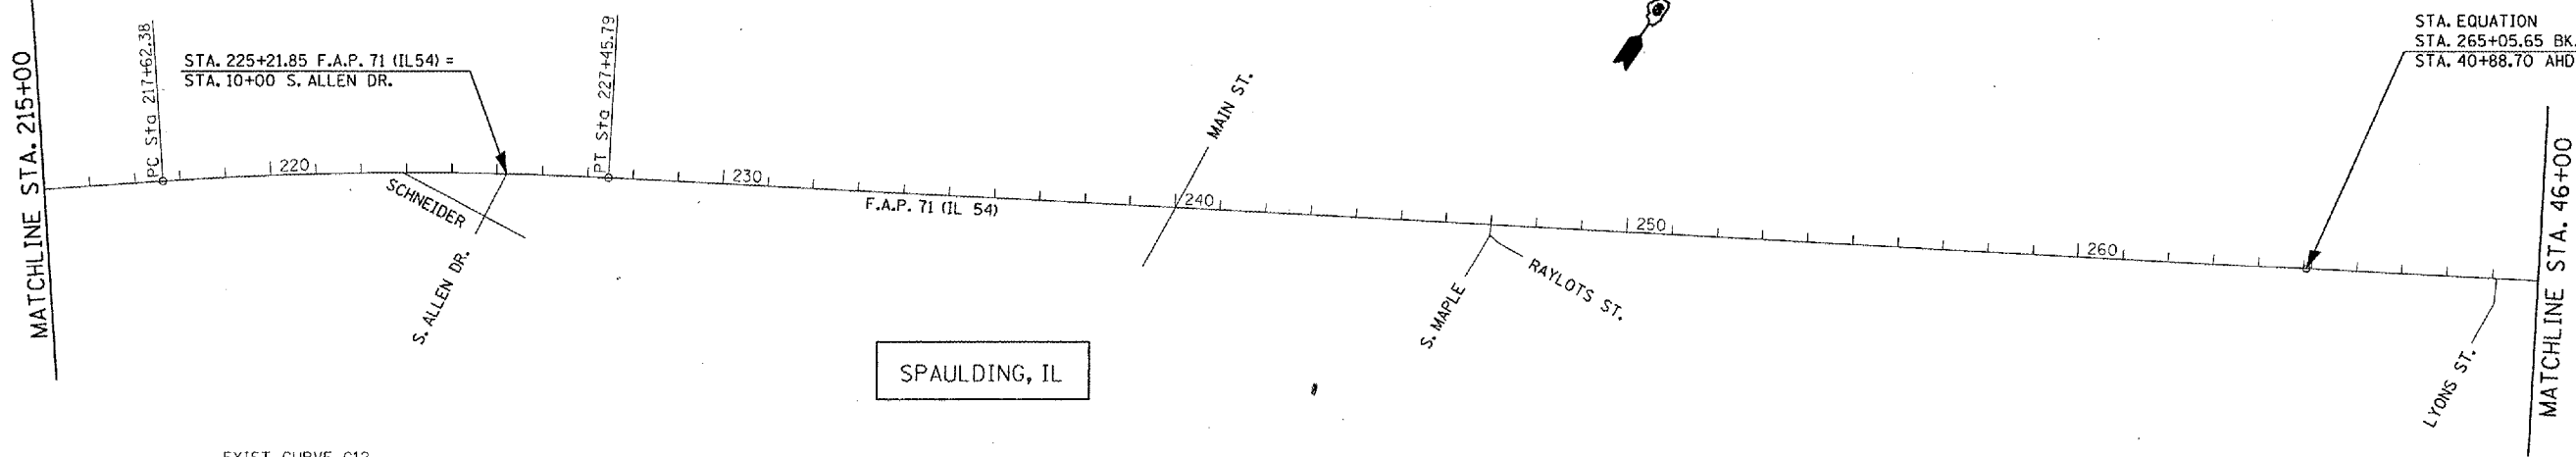 MATCHLINE STA. 215+00
PC Sta 217+62.38
STA. 225+21.85 F.A.P. 71 (IL54) =
STA. 10+00 S. ALLEN DR.
PT Sta 227+45.79
220
SCHNEIDER
S. ALLEN DR.
230
F.A.P. 71 (IL 54)
MAIN ST.
240
S. MAPLE
RAYLOTS ST.
250
260
STA. EQUATION
STA. 265+05.65 BK.
STA. 40+88.70 AHD
LYONS ST.
MATCHLINE STA. 46+00
SPAULDING, IL
EXIST CURVE C12